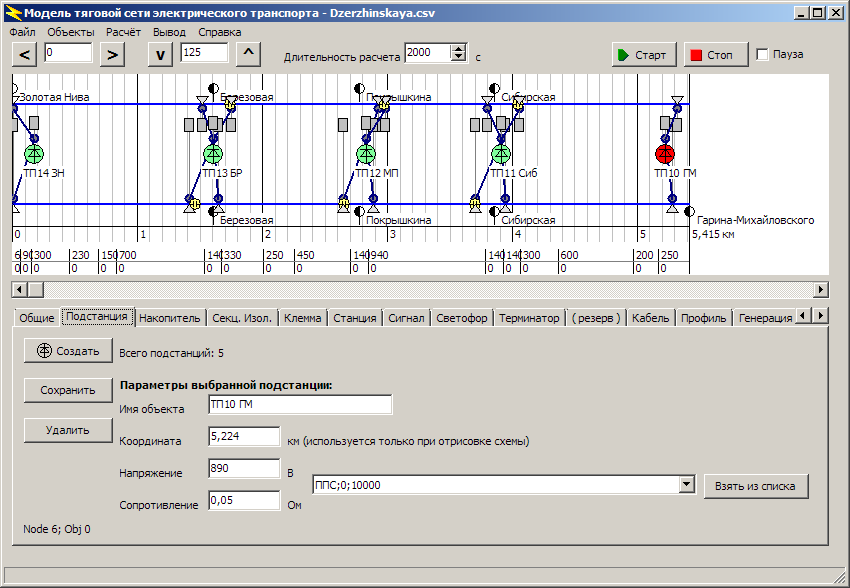 Модель тяговой сети электрического транспорта - Dzerzhinskaya.csv
Файл Объекты Расчёт Вывод Справка
< 0 > v 125 ^ Длительность расчета 2000 с Старт Стоп Пауза
Золотая Нива Березовая Покрышкина Сибирская
ТП14 ЗН ТП13 БР ТП12 МП ТП11 Сиб ТП10 ГМ
Березовая Покрышкина Сибирская Гарина-Михайловского
0 1 2 3 4 5 5,415 км
300 230 150 700 140 330 250 450 140 940 140 140 300 600 200 250
0 0 0 0 0 0 0 0 0 0 0 0 0 0 0 0 0 0
Общие Подстанция Накопитель Секц. Изол. Клемма Станция Сигнал Светофор Терминатор ( резерв ) Кабель Профиль Генерация
Создать Всего подстанций: 5
Сохранить Параметры выбранной подстанции:
Имя объекта ТП10 ГМ
Удалить
Координата 5,224 км (используется только при отрисовке схемы)
Напряжение 890 В
ППС;0;10000 Взять из списка
Сопротивление 0,05 Ом
Node 6; Obj 0